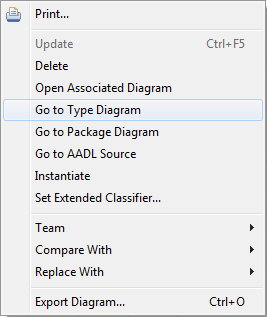 Print...
Update Ctrl+F5
Delete
Open Associated Diagram
Go to Type Diagram
Go to Package Diagram
Go to AADL Source
Instantiate
Set Extended Classifier...
Team
Compare With
Replace With
Export Diagram... Ctrl+O